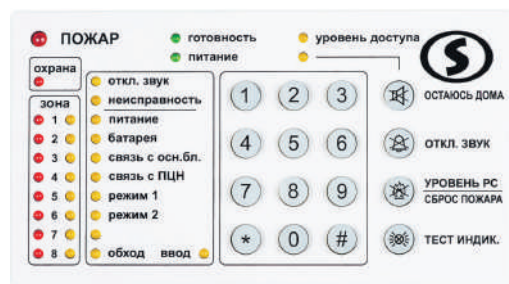 ПОЖАР
готовность
питание
уровень доступа
S
охрана
зона
1
2
3
4
5
6
7
8
откл. звук
неисправность
питание
батарея
связь с осн.бл.
связь с ПЦН
режим 1
режим 2
обход ввод
1 2 3
4 5 6
7 8 9
* 0 #
ОСТАЮСЬ ДОМА
ОТКЛ. ЗВУК
УРОВЕНЬ РС
СБРОС ПОЖАРА
ТЕСТ ИНДИК.